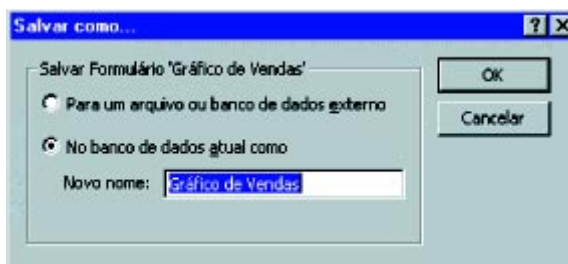 Salvar como...
Salvar Formulário 'Gráfico de Vendas'
Para um arquivo ou banco de dados externo
No banco de dados atual como
Novo nome: Gráfico de Vendas
OK
Cancelar